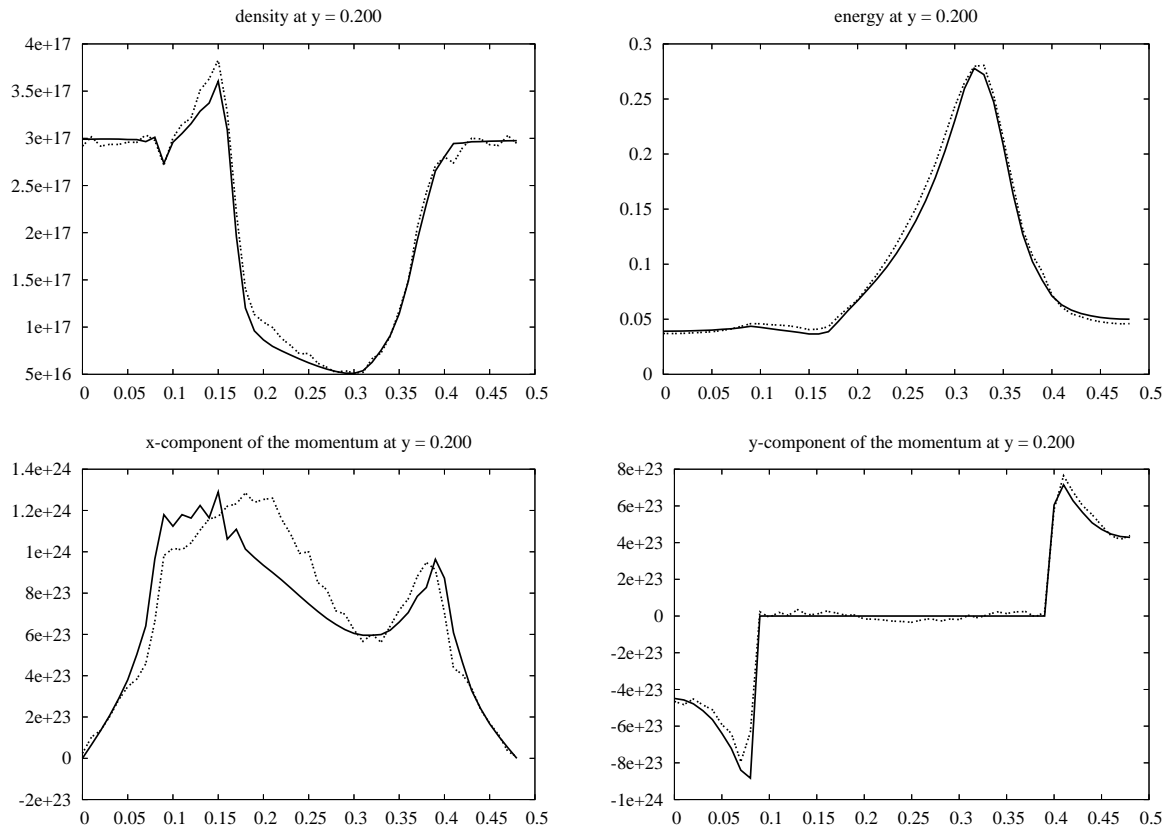 density at y = 0.200
4e+17
3.5e+17
3e+17
2.5e+17
2e+17
1.5e+17
1e+17
5e+16
0 0.05 0.1 0.15 0.2 0.25 0.3 0.35 0.4 0.45 0.5
energy at y = 0.200
0.3
0.25
0.2
0.15
0.1
0.05
0
0 0.05 0.1 0.15 0.2 0.25 0.3 0.35 0.4 0.45 0.5
x-component of the momentum at y = 0.200
1.4e+24
1.2e+24
1e+24
8e+23
6e+23
4e+23
2e+23
0
-2e+23
0 0.05 0.1 0.15 0.2 0.25 0.3 0.35 0.4 0.45 0.5
y-component of the momentum at y = 0.200
8e+23
6e+23
4e+23
2e+23
0
-2e+23
-4e+23
-6e+23
-8e+23
-1e+24
0 0.05 0.1 0.15 0.2 0.25 0.3 0.35 0.4 0.45 0.5